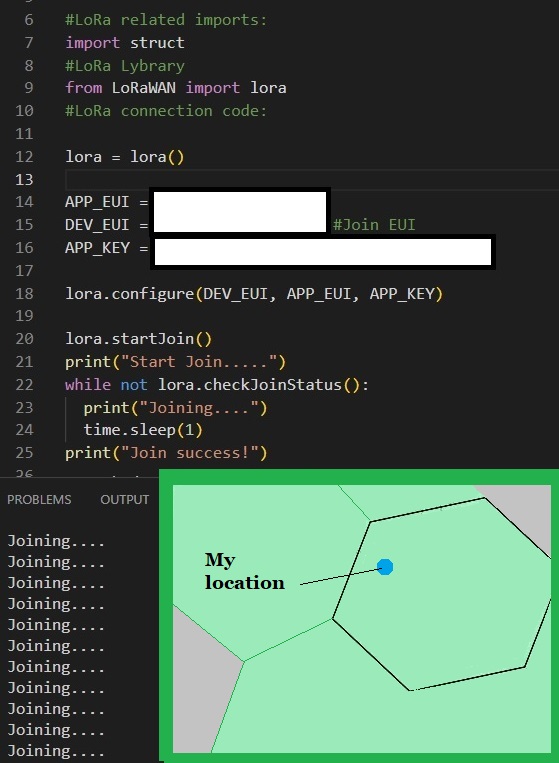 6 #LoRa related imports:
7 import struct
8 #LoRa Lybrary
9 from LoRaWAN import lora
10 #LoRa connection code:
11
12 lora = lora()
13
14 APP_EUI =
15 DEV_EUI = #Join EUI
16 APP_KEY =
17
18 lora.configure(DEV_EUI, APP_EUI, APP_KEY)
19
20 lora.startJoin()
21 print("Start Join.....")
22 while not lora.checkJoinStatus():
23 print("Joining....")
24 time.sleep(1)
25 print("Join success!")
26
PROBLEMS OUTPUT
Joining....
Joining....
Joining....
Joining....
Joining....
Joining....
Joining....
Joining....
Joining....
Joining....
Joining....
My
location